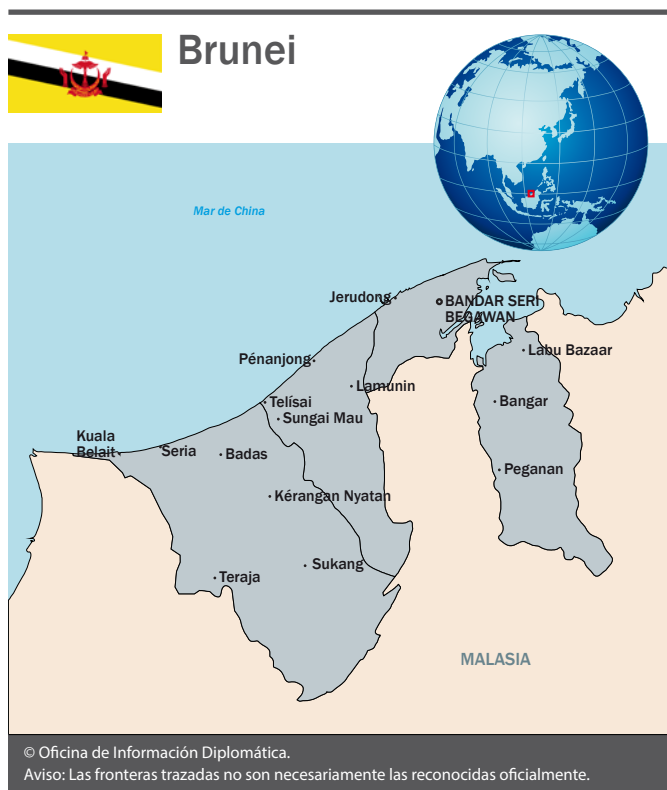 Brunei
Mar de China
Jerudong
BANDAR SERI
BEGAWAN
Labu Bazaar
Pénanjong
Lamunin
Telísai
Bangar
Sungai Mau
Kuala
Belait
Seria
Badas
Peganan
Kérangan Nyatan
Sukang
Teraja
MALASIA
© Oficina de Información Diplomática.
Aviso: Las fronteras trazadas no son necesariamente las reconocidas oficialmente.